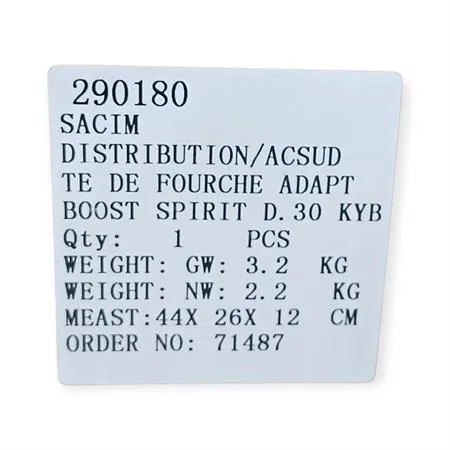 290180
SACIM
DISTRIBUTION/ACSUD
TE DE FOURCHE ADAPT
BOOST SPIRIT D.30 KYB
Qty: 1 PCS
WEIGHT: GW: 3.2 KG
WEIGHT: NW: 2.2 KG
MEAST:44X 26X 12 CM
ORDER NO: 71487